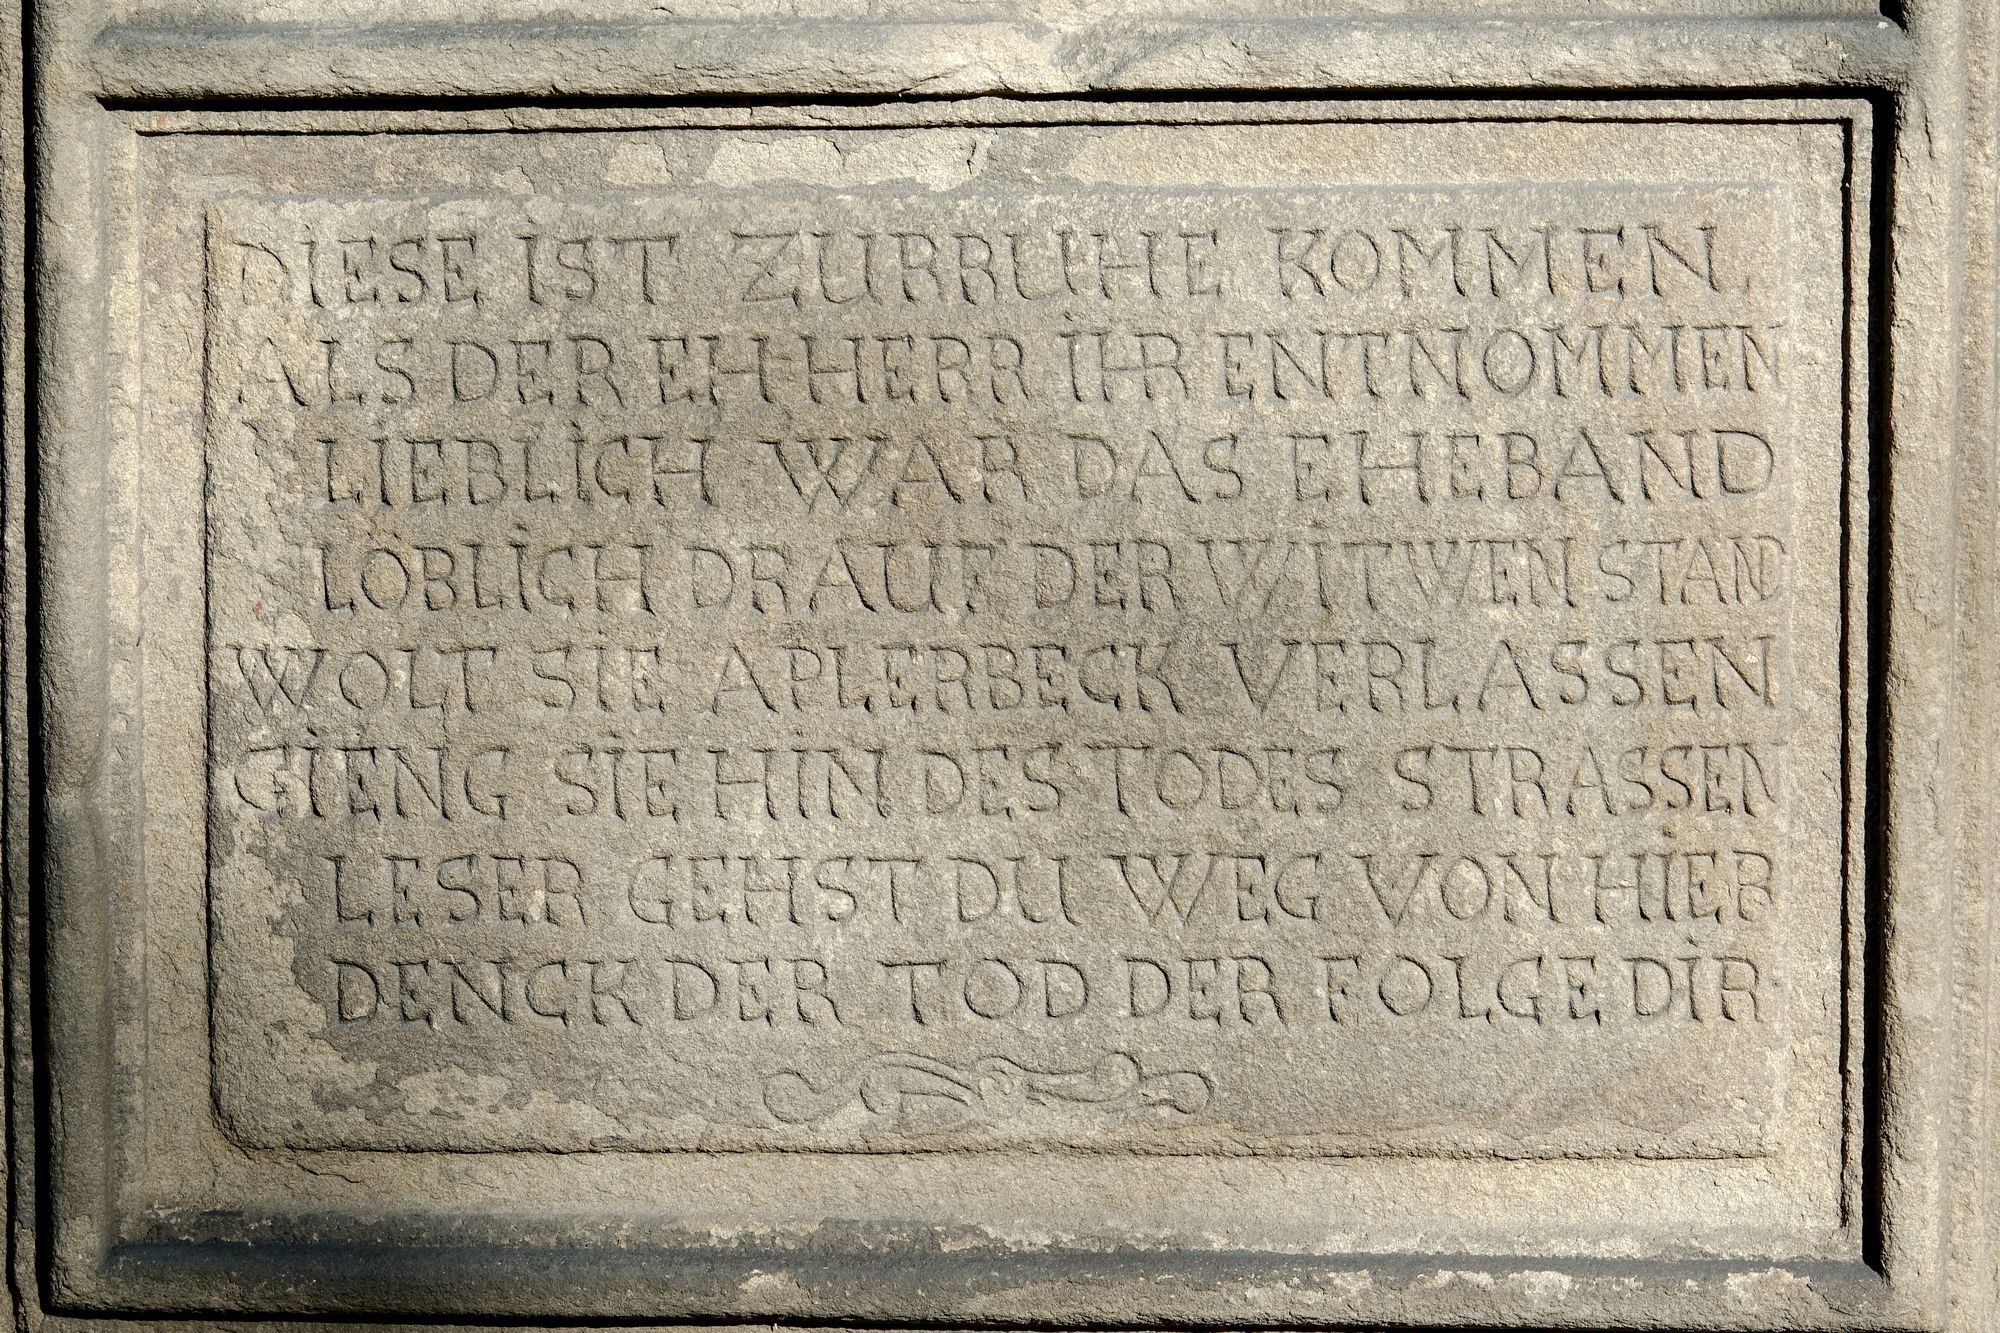 DIESE IST ZURRUHE KOMMEN,
ALS DER EHHERR IHR ENTNOMMEN
LIEBLICH WAR DAS EHEBAND
LÖBLICH DRAUF DER WITWEN STAND
WOLT SIE APLERBECK VERLASSEN
GIENG SIE HIN DES TODES STRASSEN
LESER GEHST DU WEG VON HIER
DENCK DER TOD DER FOLGE DIR.